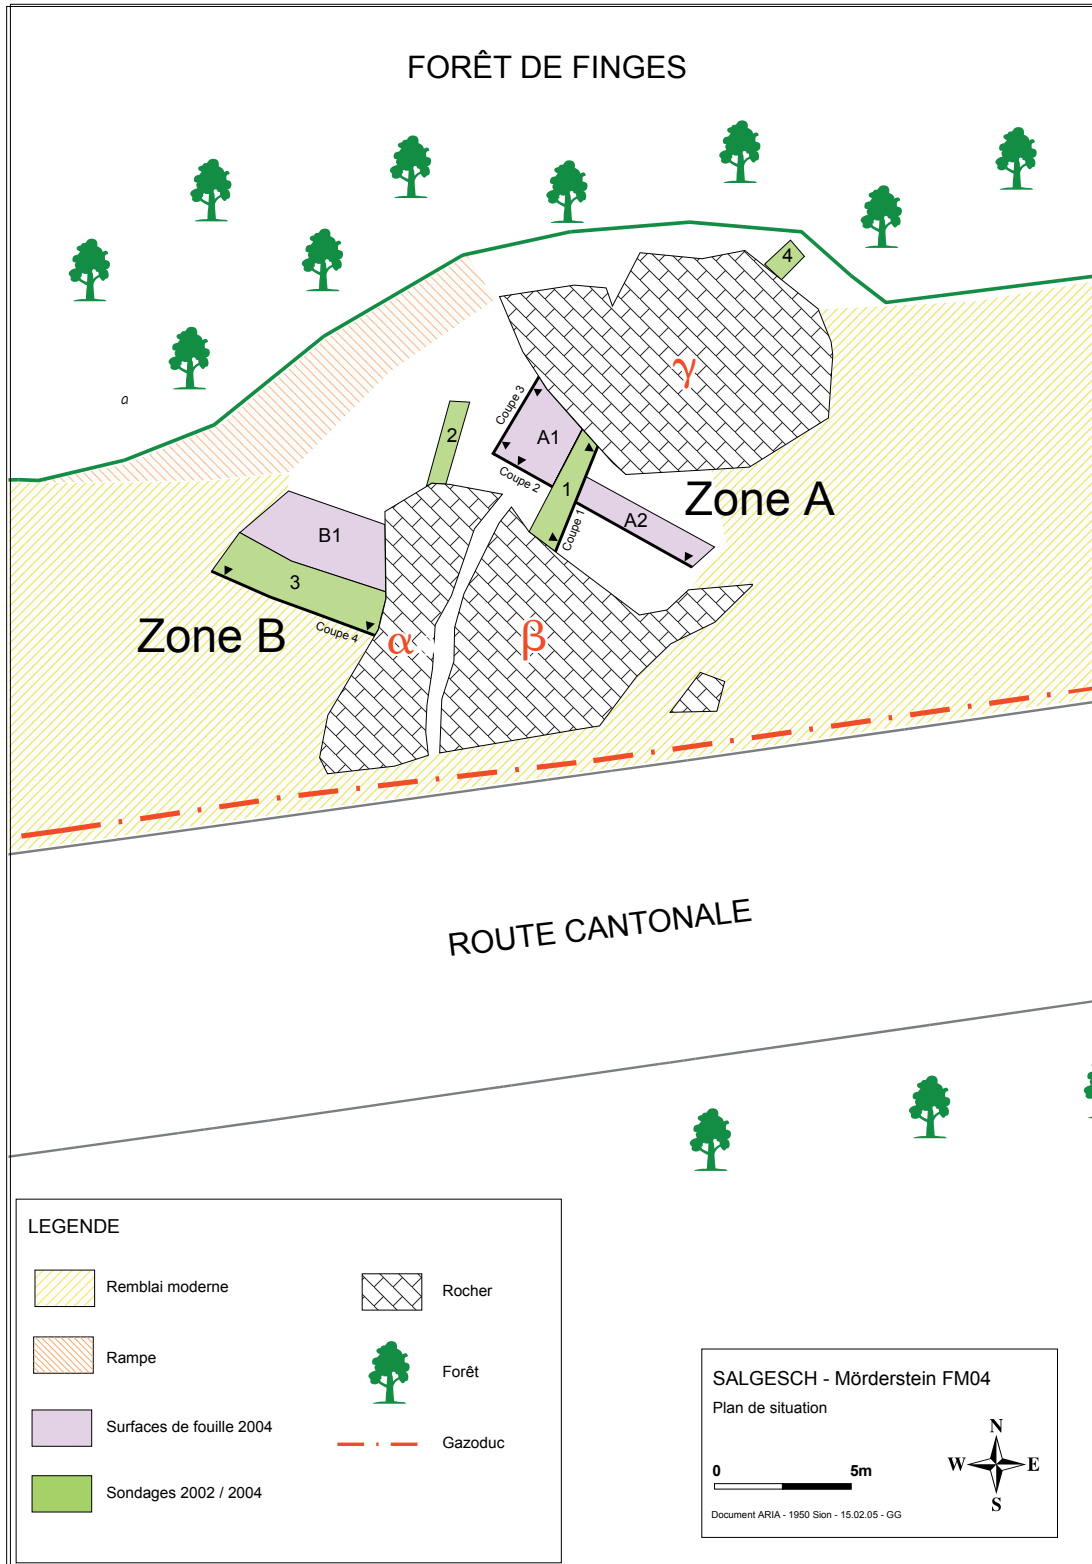 FORÊT DE FINGES
4
γ
a
Coupe 3
2
A1
Coupe 2
1
Zone A
A2
B1
Coupe 1
3
Zone B
Coupe 4
α
β
ROUTE CANTONALE
LEGENDE
Remblai moderne
Rocher
Rampe
Forêt
Surfaces de fouille 2004
Gazoduc
Sondages 2002 / 2004
SALGESCH - Mörderstein FM04
Plan de situation
N
W E
S
0 5m
Document ARIA - 1950 Sion - 15.02.05 - GG